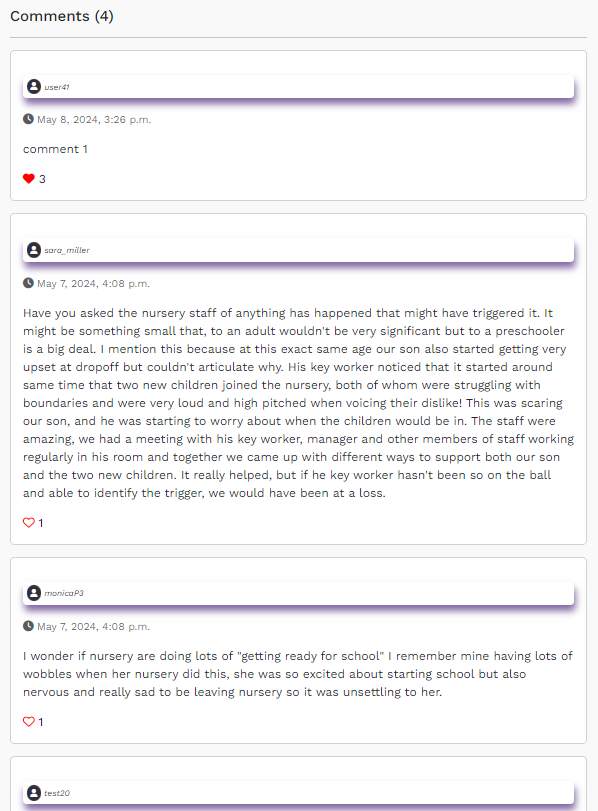 Comments (4)
user41
May 8, 2024, 3:26 p.m.
comment 1
3
sara_miller
May 7, 2024, 4:08 p.m.
Have you asked the nursery staff of anything has happened that might have triggered it. It
might be something small that, to an adult wouldn't be very significant but to a preschooler
is a big deal. I mention this because at this exact same age our son also started getting very
upset at dropoff but couldn't articulate why. His key worker noticed that it started around
same time that two new children joined the nursery, both of whom were struggling with
boundaries and were very loud and high pitched when voicing their dislike! This was scaring
our son, and he was starting to worry about when the children would be in. The staff were
amazing, we had a meeting with his key worker, manager and other members of staff working
regularly in his room and together we came up with different ways to support both our son
and the two new children. It really helped, but if he key worker hasn't been so on the ball
and able to identify the trigger, we would have been at a loss.
1
monicaP3
May 7, 2024, 4:08 p.m.
I wonder if nursery are doing lots of "getting ready for school" I remember mine having lots of
wobbles when her nursery did this, she was so excited about starting school but also
nervous and really sad to be leaving nursery so it was unsettling to her.
1
test20